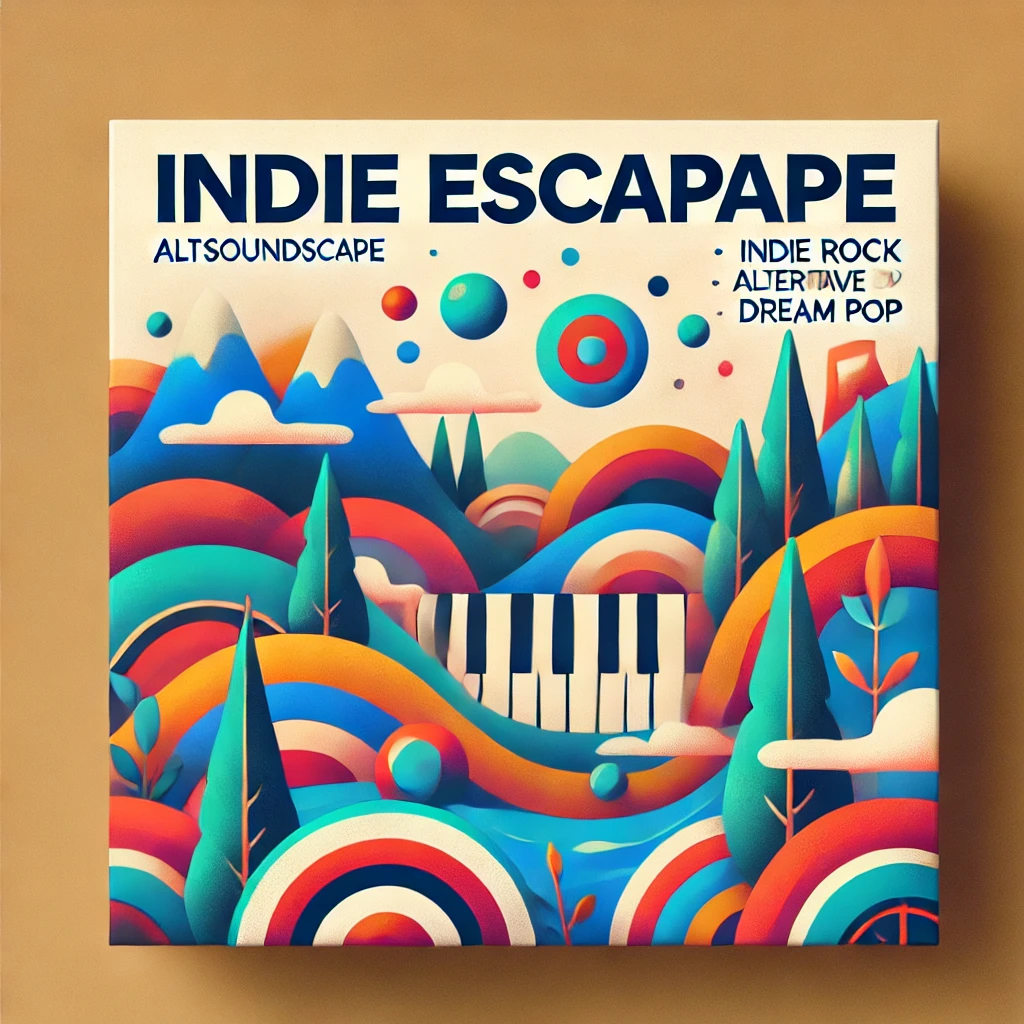 INDIE ESCAPAPE
ALTSOUNDSCAPE
• INDIE ROCK
• DREAM POP